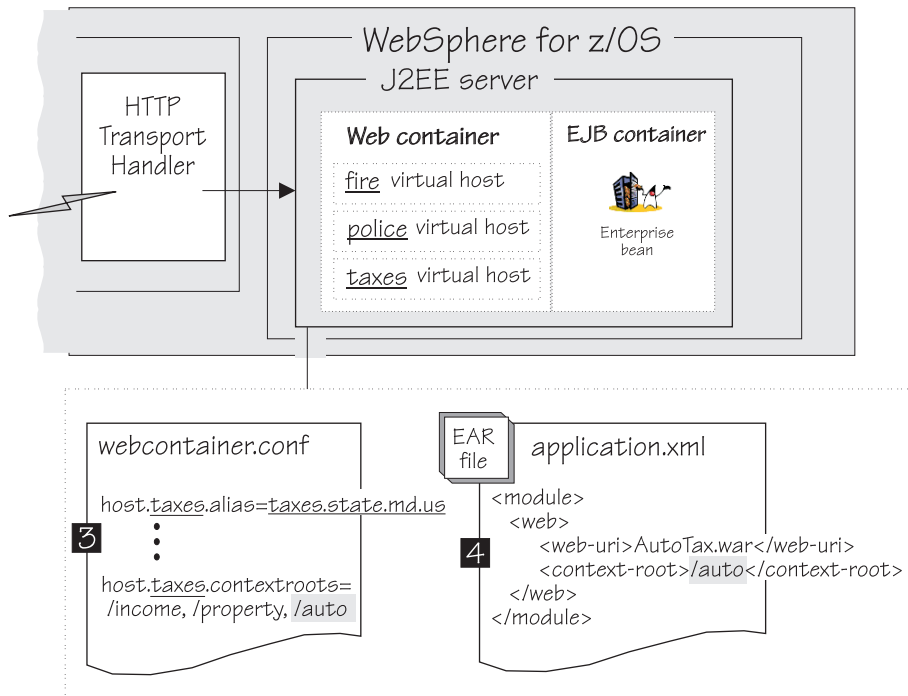 WebSphere for z/OS
J2EE server
HTTP
Transport
Handler
Web container
fire virtual host
police virtual host
taxes virtual host
EJB container
Enterprise
bean
webcontainer.conf
host.taxes.alias=taxes.state.md.us
3
host.taxes.contextroots=
/income, /property, /auto
EAR
file
application.xml
4
<module>
<web>
<web-uri>AutoTax.war</web-uri>
<context-root>/auto</context-root>
</web>
</module>